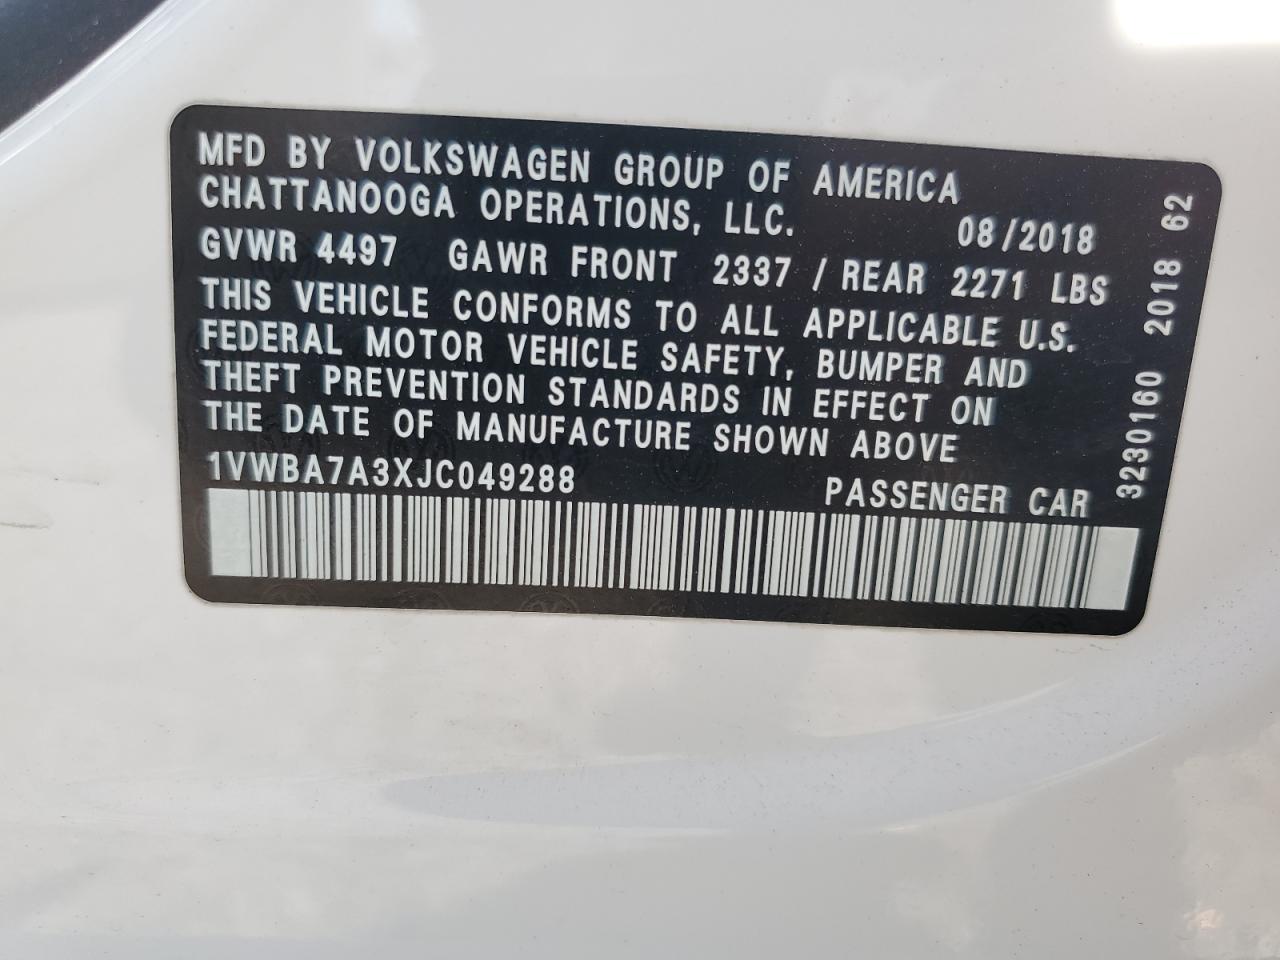 MFD BY VOLKSWAGEN GROUP OF AMERICA
CHATTANOOGA OPERATIONS, LLC.
08/2018
GVWR 4497 GAWR FRONT 2337 / REAR 2271 LBS
THIS VEHICLE CONFORMS TO ALL APPLICABLE U.S.
FEDERAL MOTOR VEHICLE SAFETY, BUMPER AND
THEFT PREVENTION STANDARDS IN EFFECT ON
THE DATE OF MANUFACTURE SHOWN ABOVE
1VWBA7A3XJC049288
PASSENGER CAR
3230160 2018 62